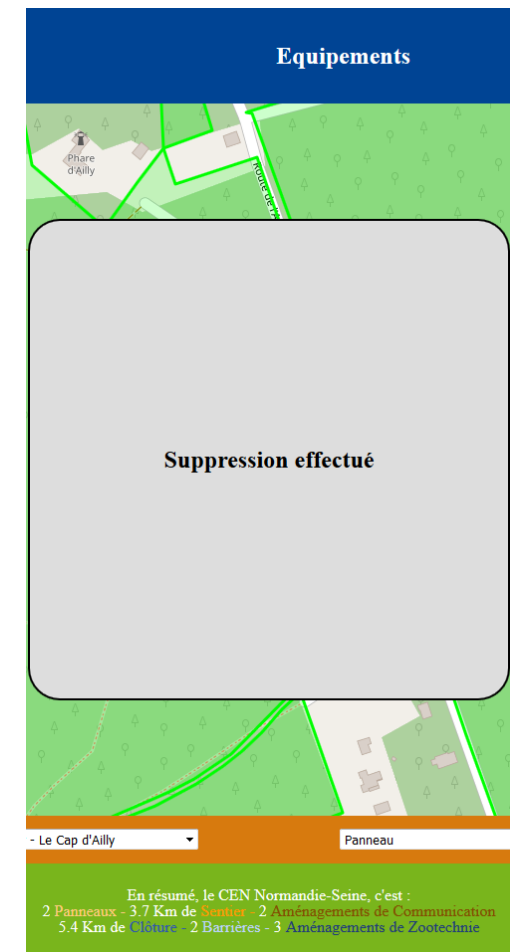 Equipements
Phare
d'Ailly
Route de l'A
Suppression effectué
- Le Cap d'Ailly
Panneau
En résumé, le CEN Normandie-Seine, c'est :
2 Panneaux - 3.7 Km de Sentier - 2 Aménagements de Communication
5.4 Km de Clôture - 2 Barrières - 3 Aménagements de Zootechnie